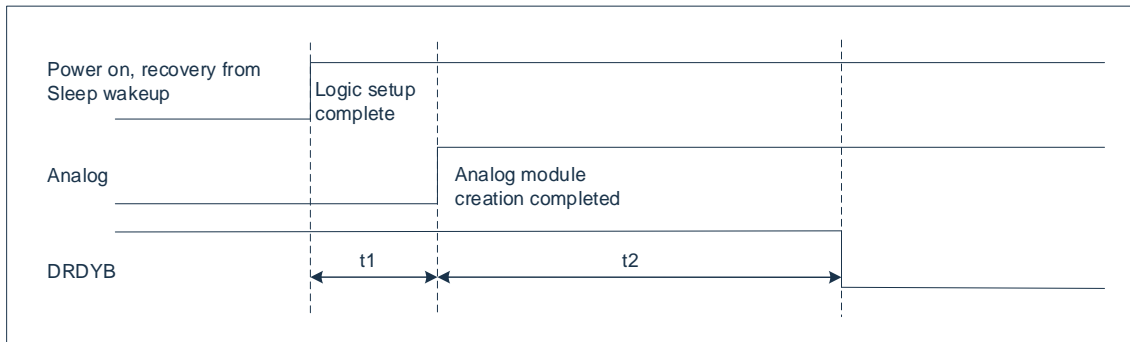 Power on, recovery from
Sleep wakeup
Logic setup
complete
Analog
Analog module
creation completed
DRDYB
t1
t2